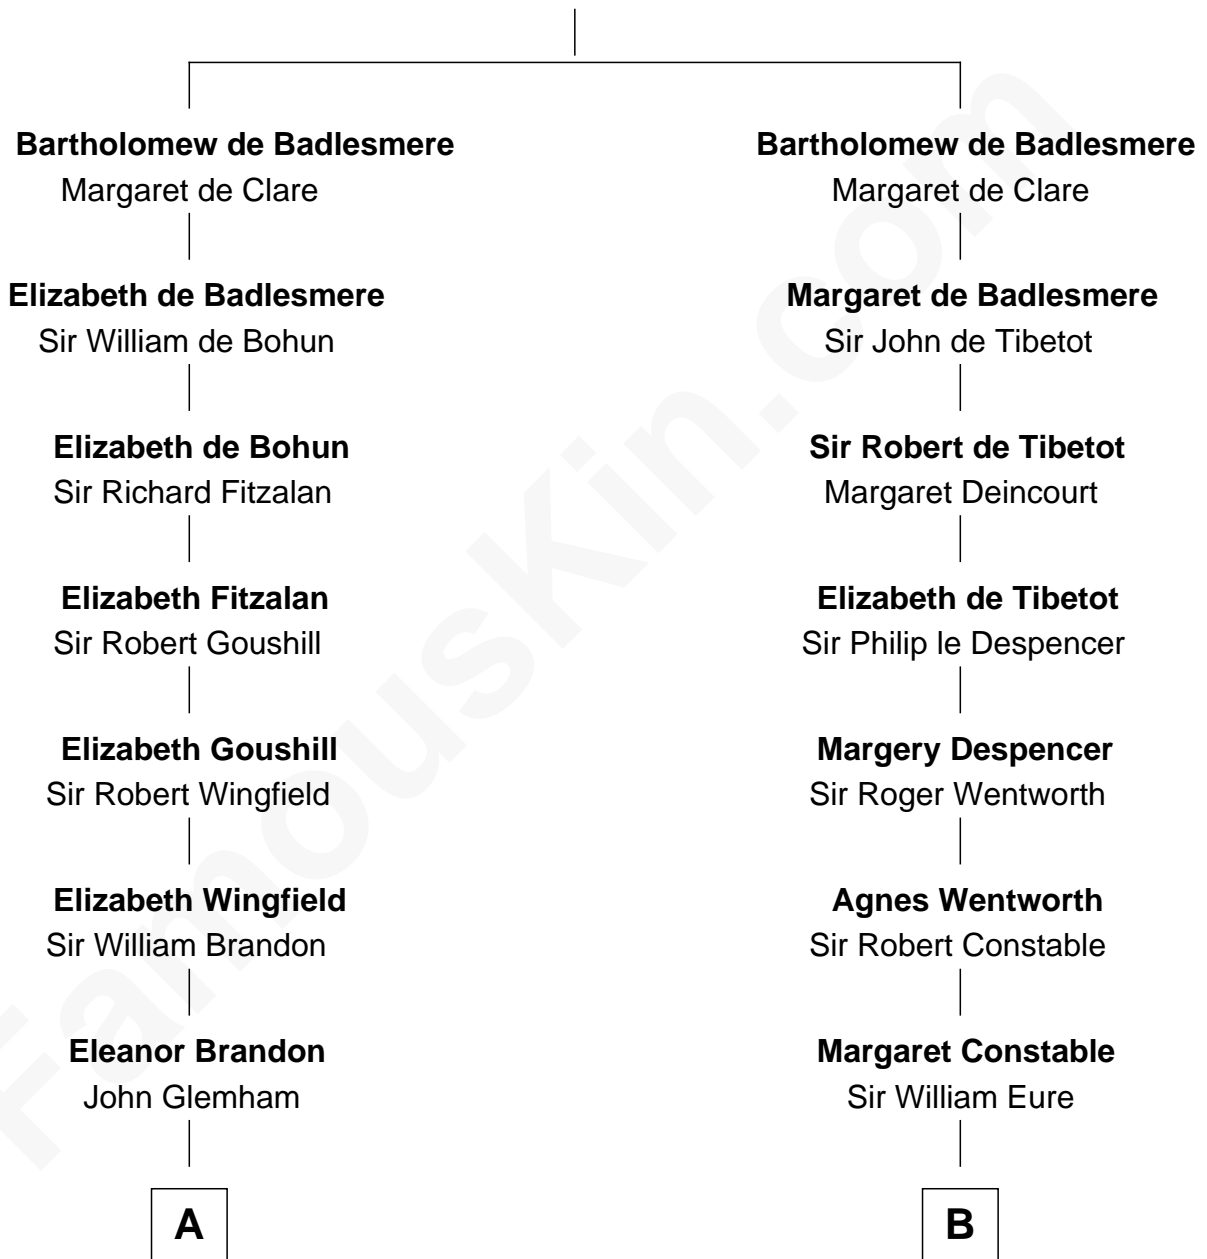 Bartholomew de Badlesmere
Margaret de Clare
Elizabeth de Badlesmere
Sir William de Bohun
Elizabeth de Bohun
Sir Richard Fitzalan
Elizabeth Fitzalan
Sir Robert Goushill
Elizabeth Goushill
Sir Robert Wingfield
Elizabeth Wingfield
Sir William Brandon
Eleanor Brandon
John Glemham
A
Bartholomew de Badlesmere
Margaret de Clare
Margaret de Badlesmere
Sir John de Tibetot
Sir Robert de Tibetot
Margaret Deincourt
Elizabeth de Tibetot
Sir Philip le Despencer
Margery Despencer
Sir Roger Wentworth
Agnes Wentworth
Sir Robert Constable
Margaret Constable
Sir William Eure
B
FamousKin.com